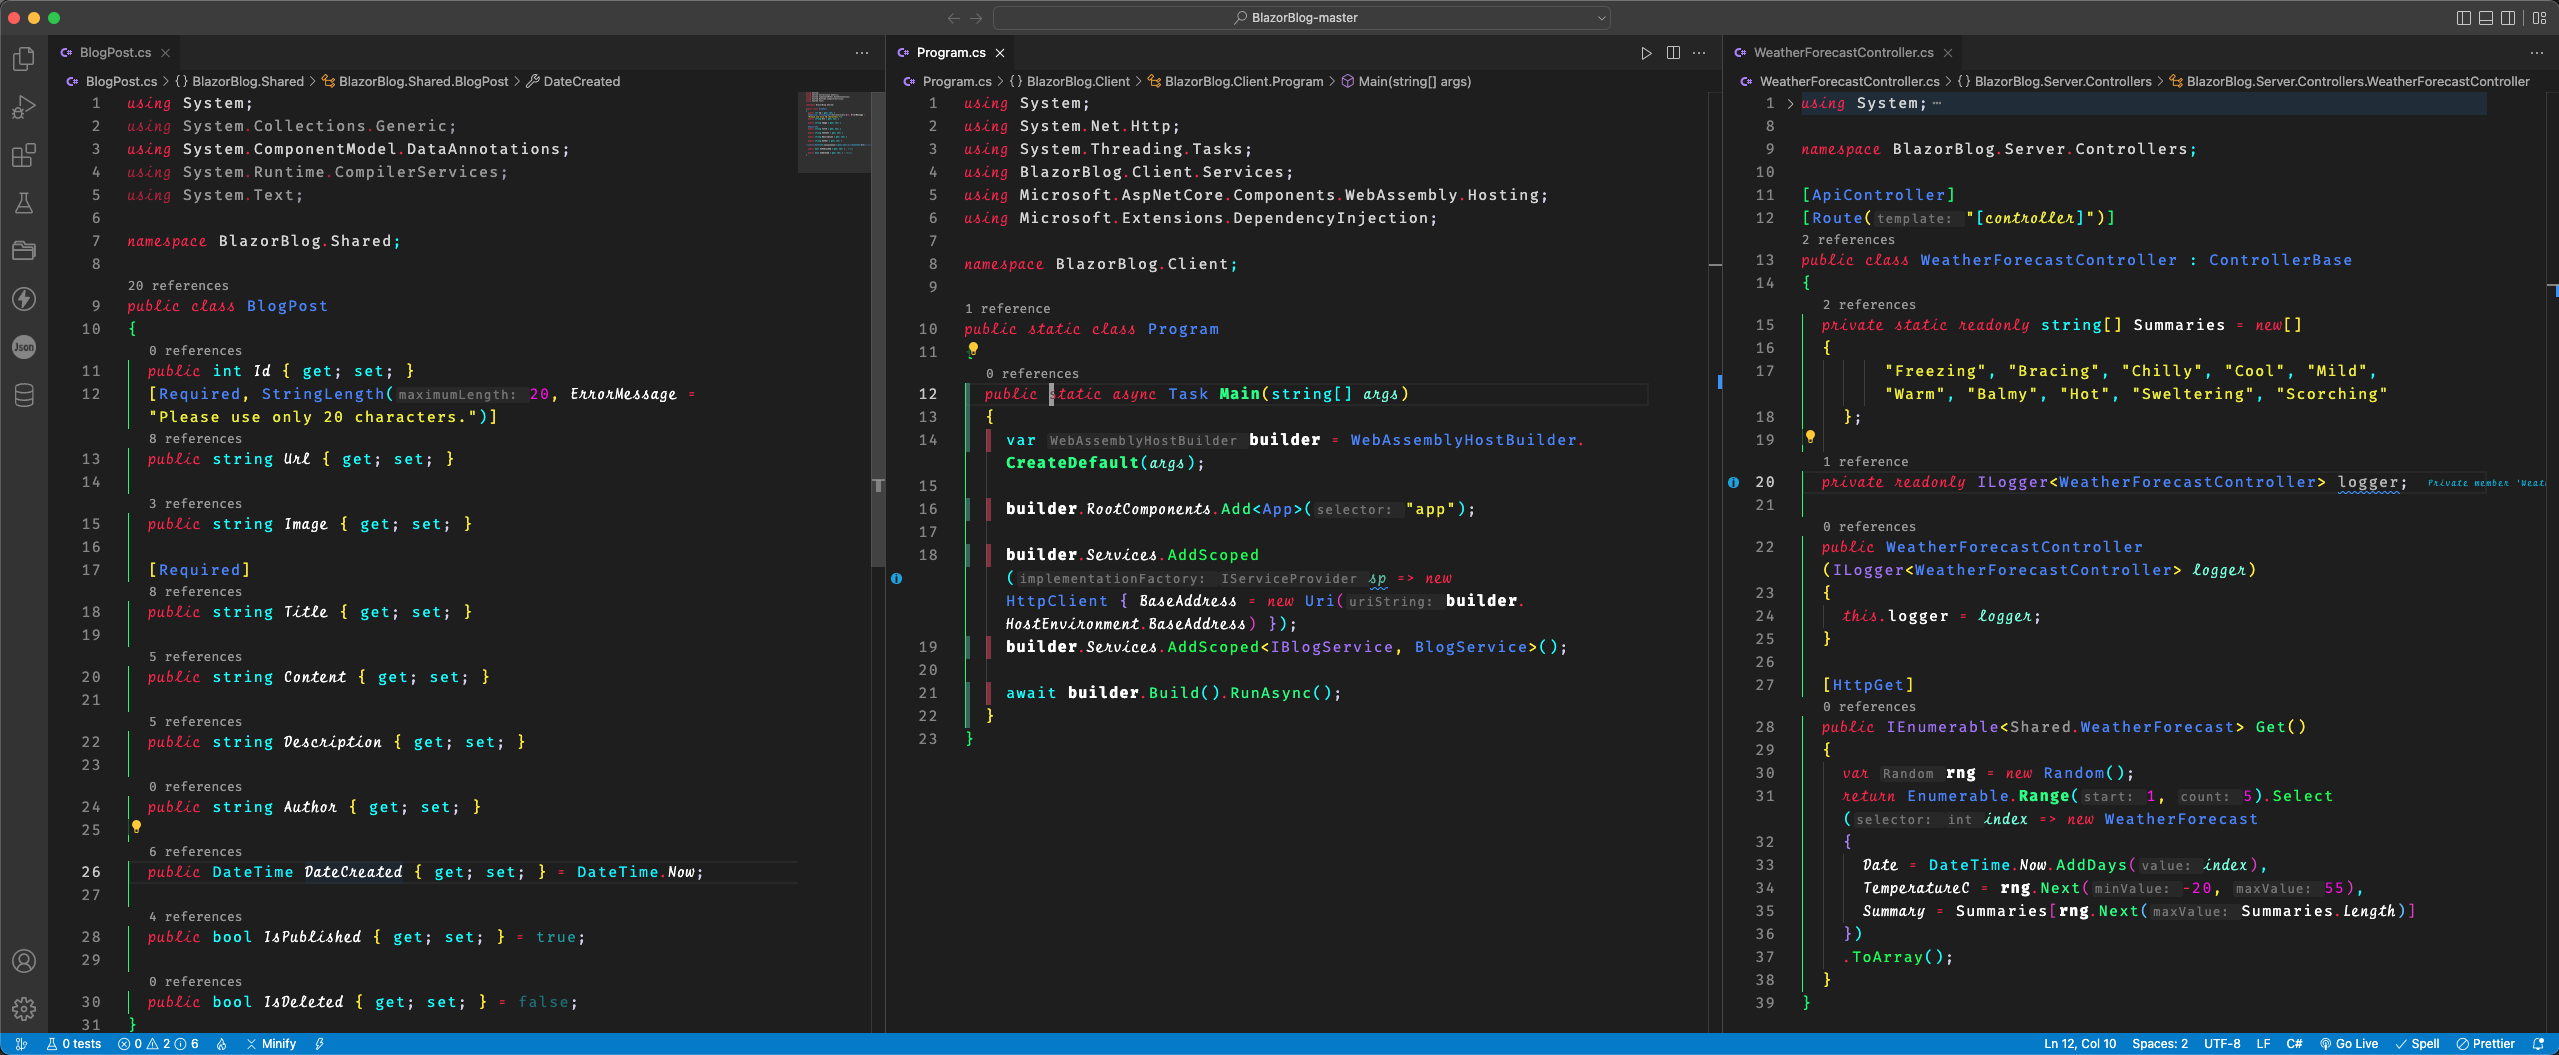 BlazorBlog-master
BlogPost.cs
BlogPost.cs > {} BlazorBlog.Shared > BlazorBlog.Shared.BlogPost > DateCreated
1 using System;
2 using System.Collections.Generic;
3 using System.ComponentModel.DataAnnotations;
4 using System.Runtime.CompilerServices;
5 using System.Text;
6
7 namespace BlazorBlog.Shared;
8
20 references
9 public class BlogPost
10 {
0 references
11 public int Id { get; set; }
12 [Required, StringLength(maximumLength: 20, ErrorMessage =
"Please use only 20 characters.")]
8 references
13 public string Url { get; set; }
14
3 references
15 public string Image { get; set; }
16
17 [Required]
8 references
18 public string Title { get; set; }
19
5 references
20 public string Content { get; set; }
21
5 references
22 public string Description { get; set; }
23
0 references
24 public string Author { get; set; }
25
6 references
26 public DateTime DateCreated { get; set; } = DateTime.Now;
27
4 references
28 public bool IsPublished { get; set; } = true;
29
0 references
30 public bool IsDeleted { get; set; } = false;
31 }
Program.cs
Program.cs > {} BlazorBlog.Client > BlazorBlog.Client.Program > Main(string[] args)
1 using System;
2 using System.Net.Http;
3 using System.Threading.Tasks;
4 using BlazorBlog.Client.Services;
5 using Microsoft.AspNetCore.Components.WebAssembly.Hosting;
6 using Microsoft.Extensions.DependencyInjection;
7
8 namespace BlazorBlog.Client;
9
1 reference
10 public static class Program
11
0 references
12 public static async Task Main(string[] args)
13 {
14 var WebAssemblyHostBuilder builder = WebAssemblyHostBuilder.
CreateDefault(args);
15
16 builder.RootComponents.Add<App>(selector: "app");
17
18 builder.Services.AddScoped
(implementationFactory: IServiceProvider sp => new
HttpClient { BaseAddress = new Uri(uriString: builder.
HostEnvironment.BaseAddress) });
19 builder.Services.AddScoped<IBlogService, BlogService>();
20
21 await builder.Build().RunAsync();
22 }
23 }
WeatherForecastController.cs
WeatherForecastController.cs > {} BlazorBlog.Server.Controllers > BlazorBlog.Server.Controllers.WeatherForecastController
1 > using System; ...
8
9 namespace BlazorBlog.Server.Controllers;
10
11 [ApiController]
12 [Route(template: "[controller]")]
2 references
13 public class WeatherForecastController : ControllerBase
14 {
2 references
15 private static readonly string[] Summaries = new[]
16 {
17 "Freezing", "Bracing", "Chilly", "Cool", "Mild",
"Warm", "Balmy", "Hot", "Sweltering", "Scorching"
18 };
19
1 reference
20 private readonly ILogger<WeatherForecastController> logger; Private member 'Weat
21
0 references
22 public WeatherForecastController
(ILogger<WeatherForecastController> logger)
23 {
24 this.logger = logger;
25 }
26
27 [HttpGet]
0 references
28 public IEnumerable<Shared.WeatherForecast> Get()
29 {
30 var Random rng = new Random();
31 return Enumerable.Range(start: 1, count: 5).Select
(selector: int index => new WeatherForecast
32 {
33 Date = DateTime.Now.AddDays(value: index),
34 TemperatureC = rng.Next(minValue: -20, maxValue: 55),
35 Summary = Summaries[rng.Next(maxValue: Summaries.Length)]
36 })
37 .ToArray();
38 }
39 }
Json
0 tests 0 2 6 Minify
Ln 12, Col 10 Spaces: 2 UTF-8 LF C# Go Live Spell Prettier